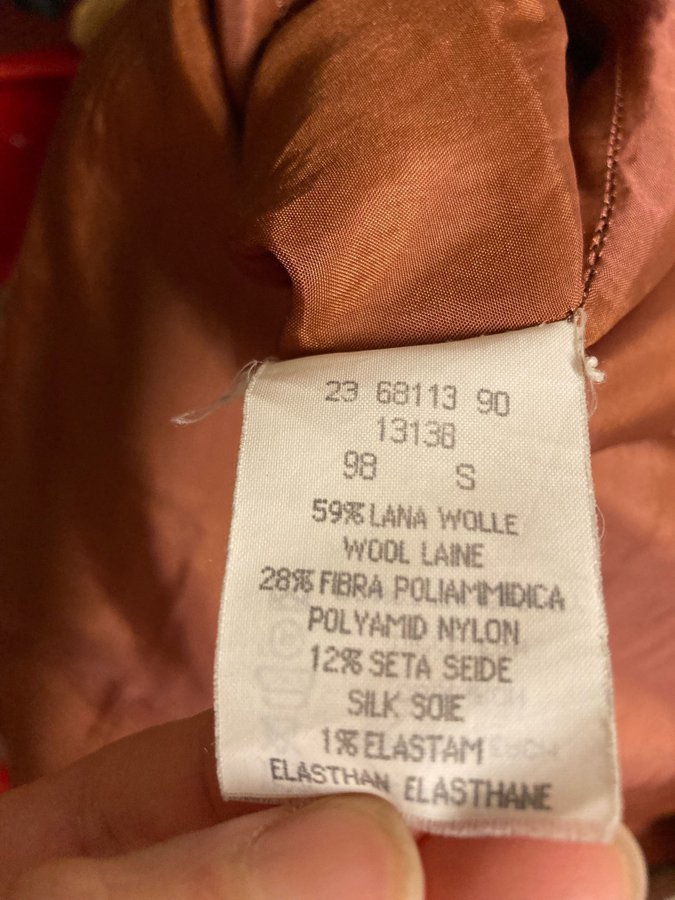 23 68113 90
13138
98 S
59% LANA WOLLE
WOOL LAINE
28% FIBRA POLIAMMIDICA
POLYAMID NYLON
12% SETA SEIDE
SILK SOIE
1% ELASTAM
ELASTHAN ELASTHANE